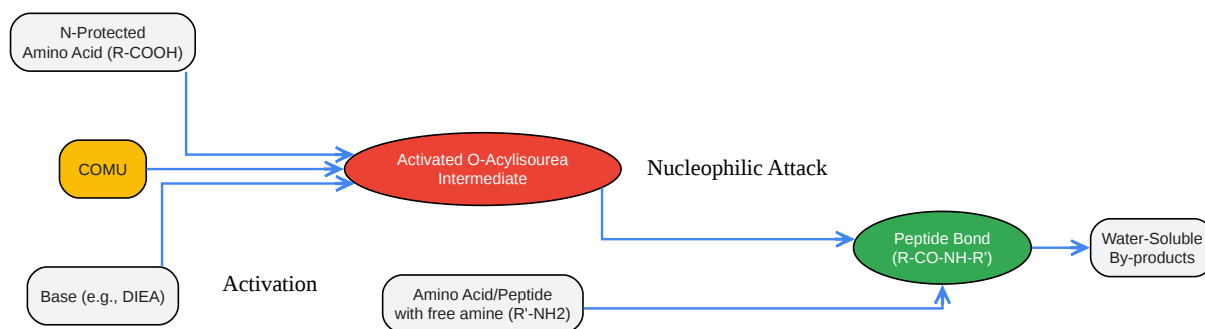 N-Protected
Amino Acid (R-COOH)
COMU
Activated O-Acylisourea
Intermediate
Nucleophilic Attack
Peptide Bond
(R-CO-NH-R')
Water-Soluble
By-products
Base (e.g., DIEA)
Activation
Amino Acid/Peptide
with free amine (R'-NH2)